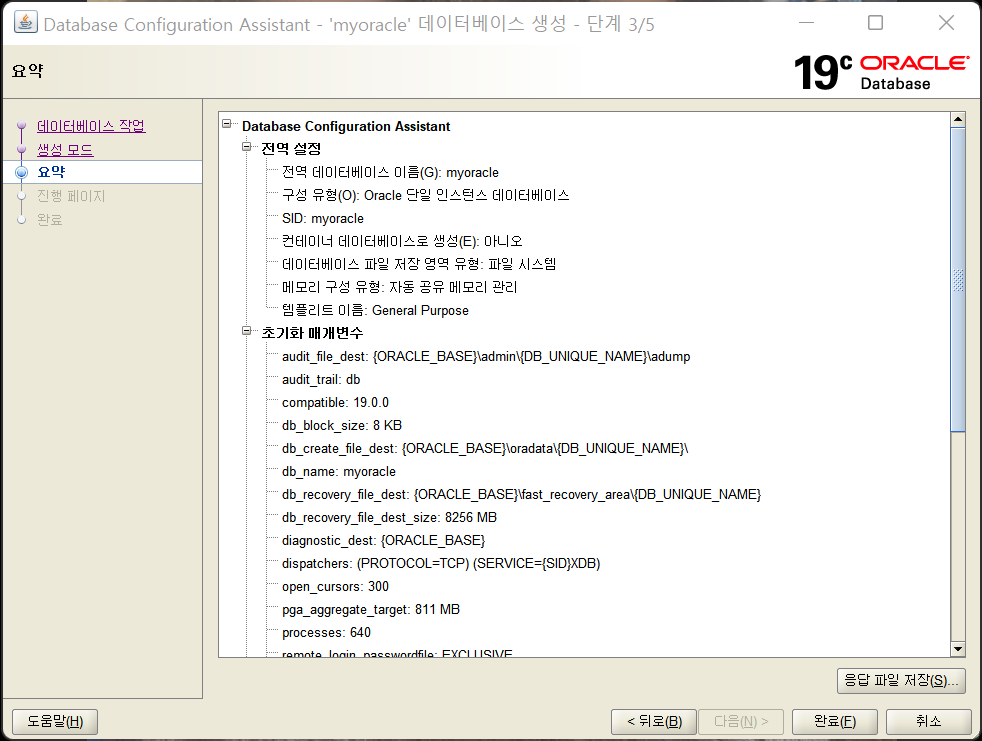 Database Configuration Assistant - 'myoracle' 데이터베이스 생성 - 단계 3/5
요약
19c ORACLE
Database
데이터베이스 작업
생성 모드
요약
진행 페이지
완료
Database Configuration Assistant
전역 설정
전역 데이터베이스 이름(G): myoracle
구성 유형(O): Oracle 단일 인스턴스 데이터베이스
SID: myoracle
컨테이너 데이터베이스로 생성(E): 아니오
데이터베이스 파일 저장 영역 유형: 파일 시스템
메모리 구성 유형: 자동 공유 메모리 관리
템플리트 이름: General Purpose
초기화 매개변수
audit_file_dest: {ORACLE_BASE}\admin\{DB_UNIQUE_NAME}\adump
audit_trail: db
compatible: 19.0.0
db_block_size: 8 KB
db_create_file_dest: {ORACLE_BASE}\oradata\{DB_UNIQUE_NAME}\
db_name: myoracle
db_recovery_file_dest: {ORACLE_BASE}\fast_recovery_area\{DB_UNIQUE_NAME}
db_recovery_file_dest_size: 8256 MB
diagnostic_dest: {ORACLE_BASE}
dispatchers: (PROTOCOL=TCP) (SERVICE={SID}XDB)
open_cursors: 300
pga_aggregate_target: 811 MB
processes: 640
remote_login_passwordfile: EXCLUSIVE
응답 파일 저장(S)...
도움말(H)
< 뒤로(B)
다음(N) >
완료(F)
취소